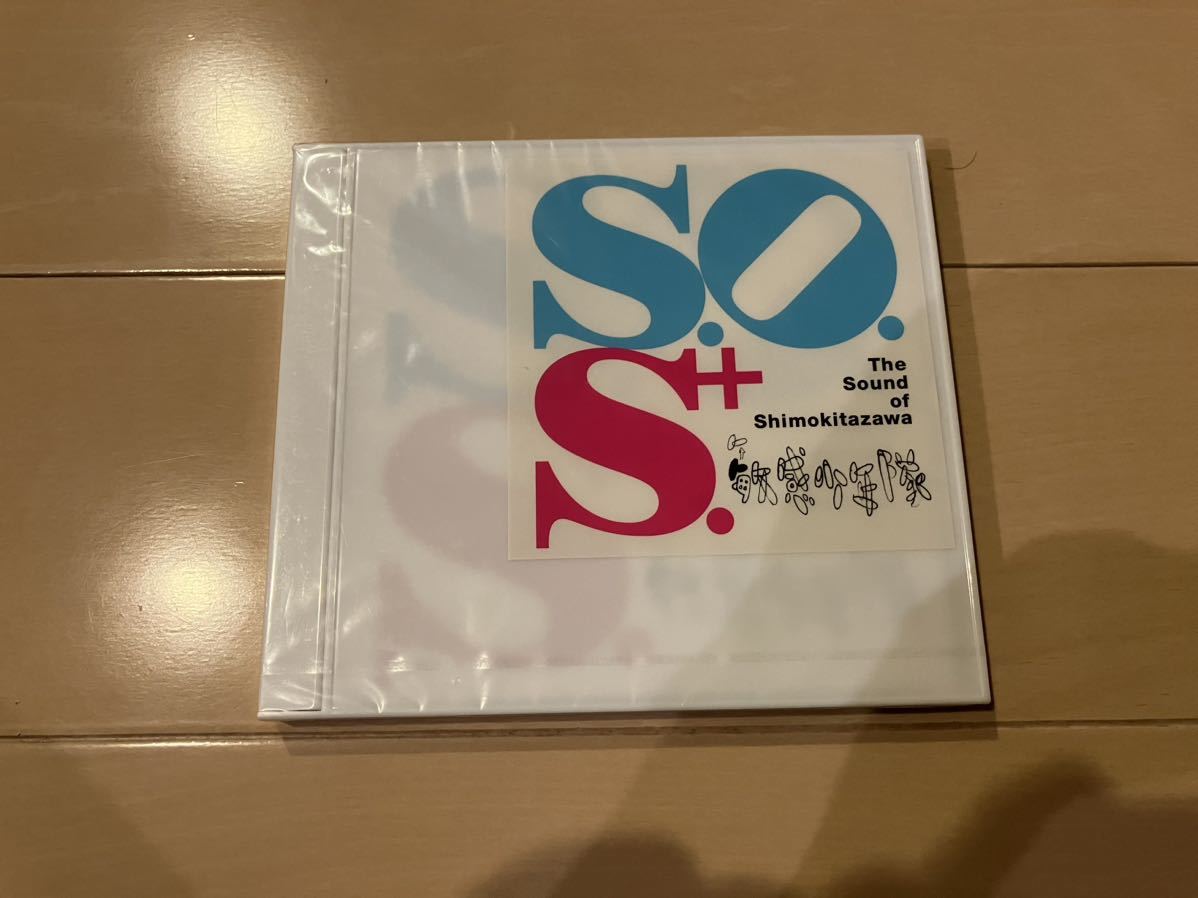 S.O.
S.+
The
Sound
of
Shimokitazawa
敏感少年隊